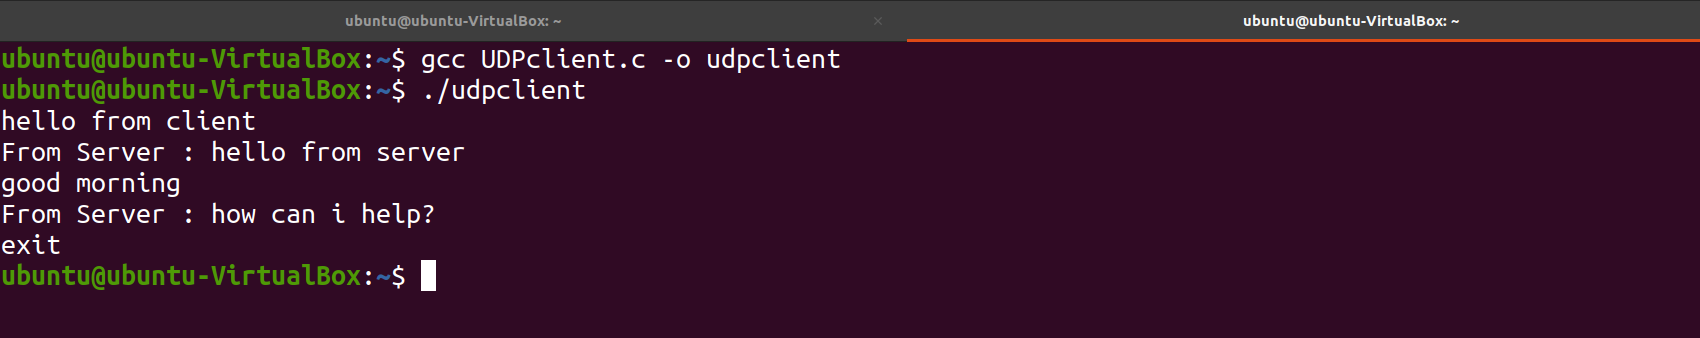 ubuntu@ubuntu-VirtualBox: ~ × ubuntu@ubuntu-VirtualBox: ~
ubuntu@ubuntu-VirtualBox:~$ gcc UDPclient.c -o udpclient
ubuntu@ubuntu-VirtualBox:~$ ./udpclient
hello from client
From Server : hello from server
good morning
From Server : how can i help?
exit
ubuntu@ubuntu-VirtualBox:~$